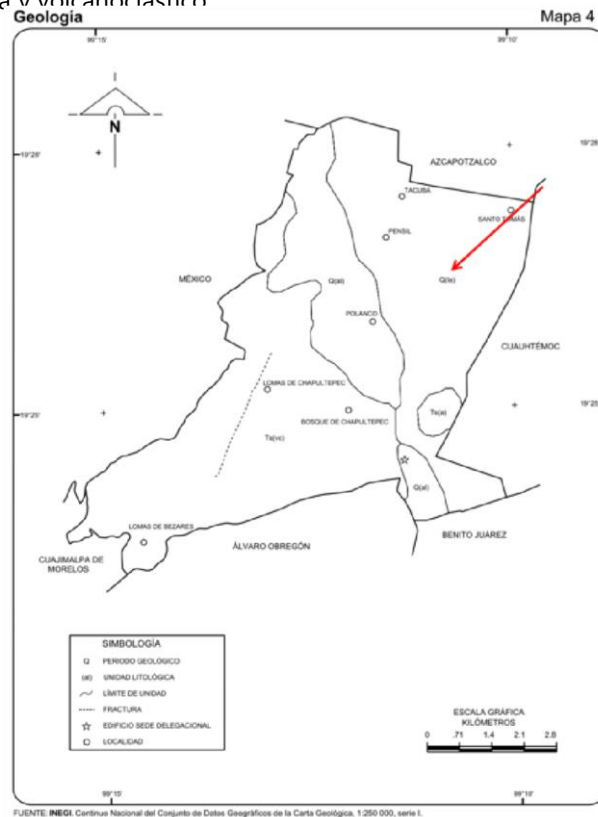 a y volcanoclástico
Geología
Mapa 4
99°15'
99°10'
N
19°28'
19°28'
AZCAPOTZALCO
TACUBA
SANTO TOMÁS
PENSIL
MÉXICO
Q(al)
Q(la)
POLANCO
CUAUHTÉMOC
LOMAS DE CHAPULTEPEC
19°25'
19°25'
BOSQUE DE CHAPULTEPEC
Ts(vc)
Q(al)
LOMAS DE BEZARES
BENITO JUÁREZ
ÁLVARO OBREGÓN
CUAJIMALPA DE
MORELOS
SIMBOLOGÍA
Q PERIODO GEOLÓGICO
(al) UNIDAD LITOLÓGICA
LÍMITE DE UNIDAD
FRACTURA
EDIFICIO SEDE DELEGACIONAL
LOCALIDAD
ESCALA GRÁFICA
KILÓMETROS
0 .71 1.4 2.1 2.8
99°15'
99°10'
FUENTE: INEGI. Continuo Nacional del Conjunto de Datos Geográficos de la Carta Geológica, 1:250 000, serie I.